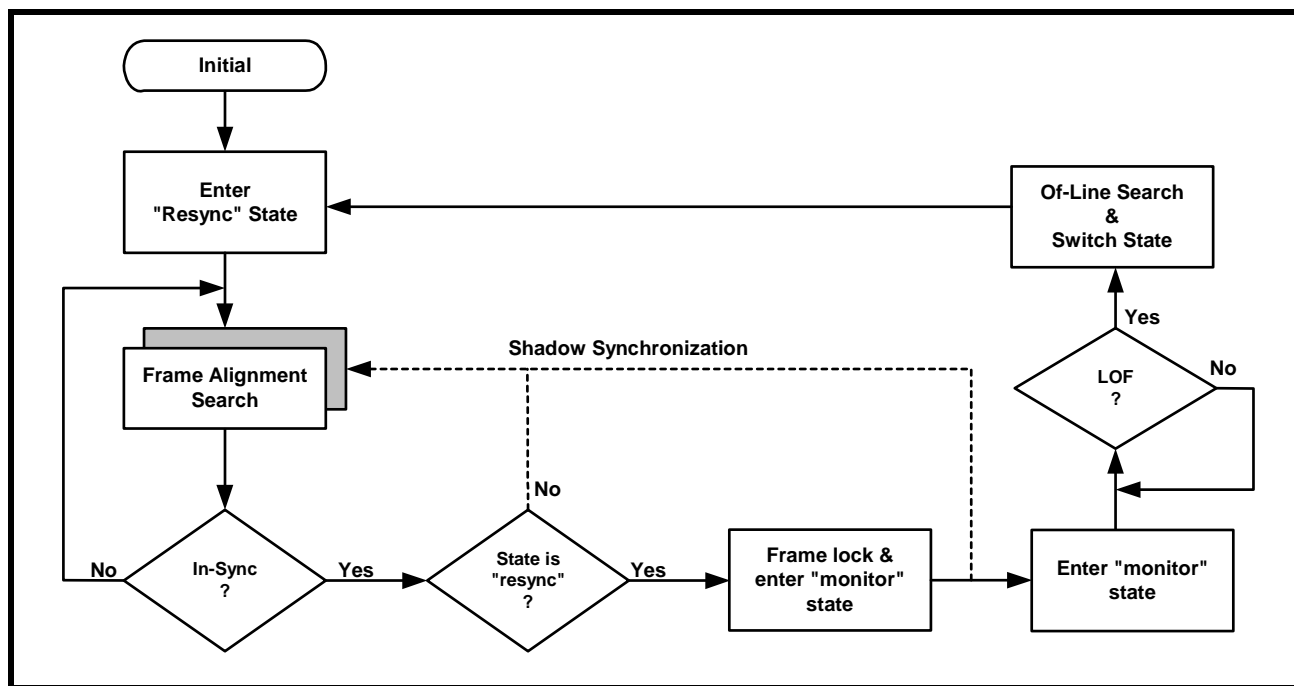 Initial
Enter
"Resync" State
Of-Line Search
&
Switch State
Yes
Shadow Synchronization
Frame Alignment
Search
LOF
?
No
No
No
In-Sync
?
Yes
State is
"resync"
?
Yes
Frame lock &
enter "monitor"
state
Enter "monitor"
state